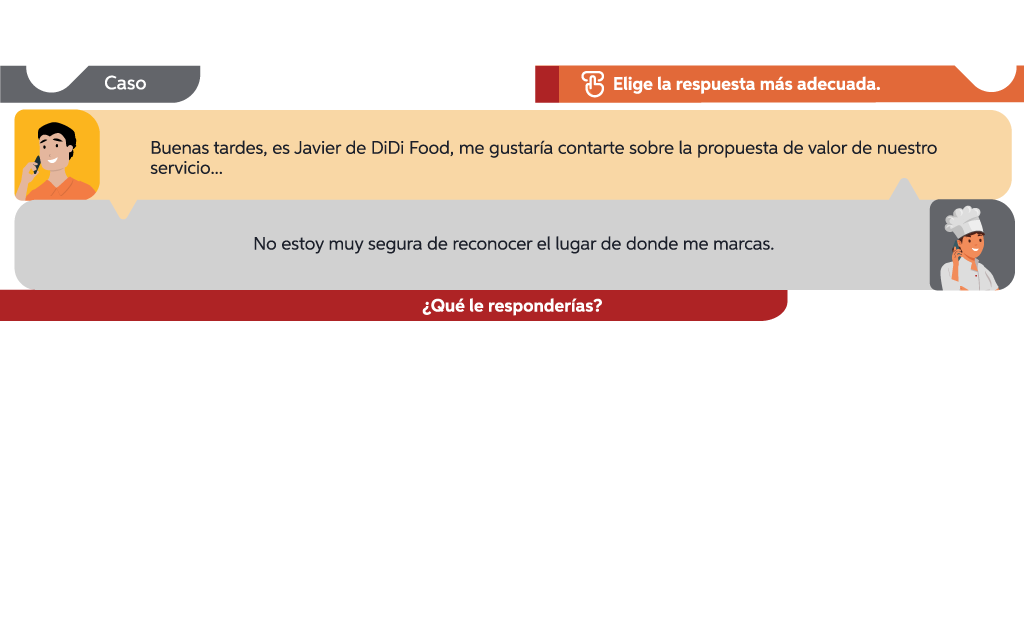 Caso
Elige la respuesta más adecuada.
Buenas tardes, es Javier de DiDi Food, me gustaría contarte sobre la propuesta de valor de nuestro
servicio...
No estoy muy segura de reconocer el lugar de donde me marcas.
¿Qué le responderías?